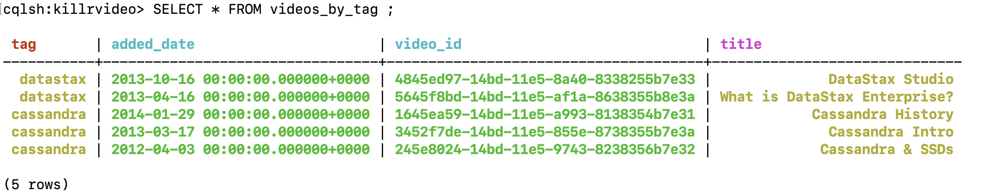 [cqlsh:killrvideo> SELECT * FROM videos_by_tag ;
tag | added_date | video_id | title
-----------+---------------------------------+--------------------------------------+------------------------------
datastax | 2013-10-16 00:00:00.000000+0000 | 4845ed97-14bd-11e5-8a40-8338255b7e33 | DataStax Studio
datastax | 2013-04-16 00:00:00.000000+0000 | 5645f8bd-14bd-11e5-af1a-8638355b8e3a | What is DataStax Enterprise?
cassandra | 2014-01-29 00:00:00.000000+0000 | 1645ea59-14bd-11e5-a993-8138354b7e31 | Cassandra History
cassandra | 2013-03-17 00:00:00.000000+0000 | 3452f7de-14bd-11e5-855e-8738355b7e3a | Cassandra Intro
cassandra | 2012-04-03 00:00:00.000000+0000 | 245e8024-14bd-11e5-9743-8238356b7e32 | Cassandra & SSDs
(5 rows)